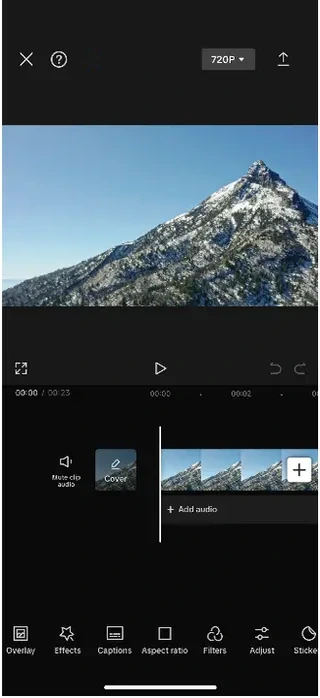 720P
00:00 / 00:23
00:00
00:02
Mute clip
audio
Cover
+ Add audio
Overlay
Effects
Captions
Aspect ratio
Filters
Adjust
Sticke